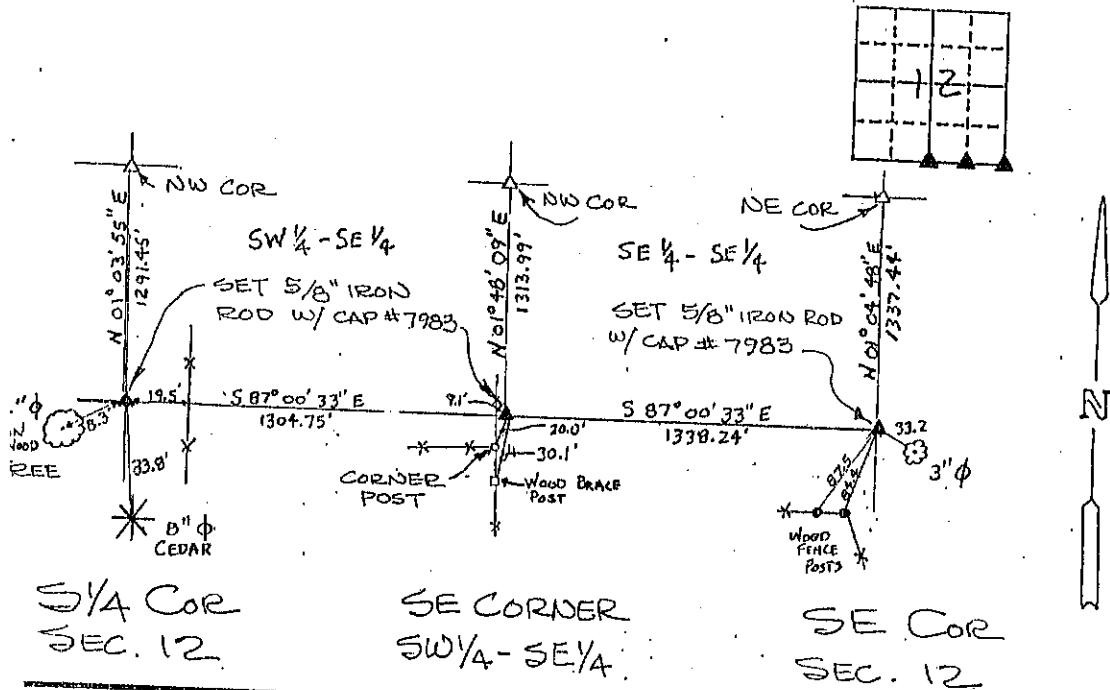 12
NW COR
NW COR
NE COR
N 01° 03' 55" E
1291.45'
SW 1/4 - SE 1/4
N 01° 46' 09" E
1313.99'
SE 1/4 - SE 1/4
N 01° 04' 48" E
1337.44'
SET 5/8" IRON
ROD W/ CAP #7983
SET 5/8" IRON ROD
W/ CAP # 7983
N
19.5'
S 87° 00' 33" E
1304.75'
9.1'
S 87° 00' 33" E
1338.24'
33.2
"ϕ
8.3'
REE
33.8'
20.0'
30.1'
CORNER
POST
WOOD BRACE
POST
87.5
3"ϕ
8"ϕ
CEDAR
WOOD
FENCE
POSTS
S 1/4 COR
SEC. 12
SE CORNER
SW 1/4 - SE 1/4
SE COR
SEC. 12